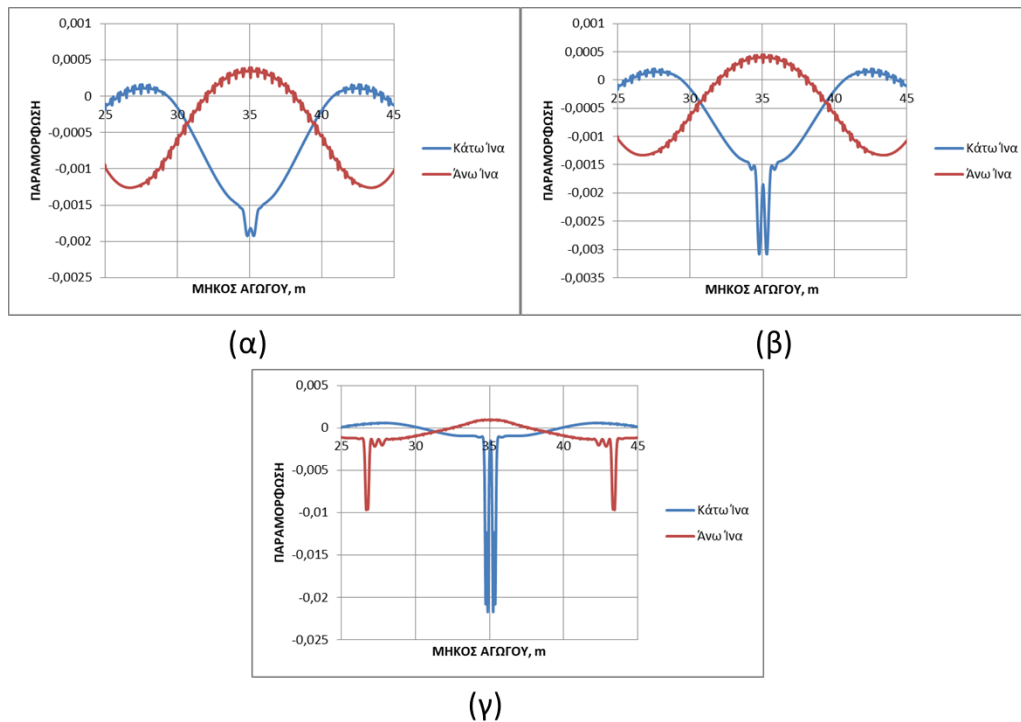 0,001
0,0005
0
-0,0005
-0,001
-0,0015
-0,002
-0,0025
25
30
35
40
45
ΠΑΡΑΜΟΡΦΩΣΗ
ΜΗΚΟΣ ΑΓΩΓΟΥ, m
Κάτω Ίνα
Άνω Ίνα
(α)
0,001
0,0005
0
-0,0005
-0,001
-0,0015
-0,002
-0,0025
-0,003
-0,0035
25
30
35
40
45
ΠΑΡΑΜΟΡΦΩΣΗ
ΜΗΚΟΣ ΑΓΩΓΟΥ, m
Κάτω Ίνα
Άνω Ίνα
(β)
0,005
0
-0,005
-0,01
-0,015
-0,02
-0,025
25
30
35
40
45
ΠΑΡΑΜΟΡΦΩΣΗ
ΜΗΚΟΣ ΑΓΩΓΟΥ, m
Κάτω Ίνα
Άνω Ίνα
(γ)